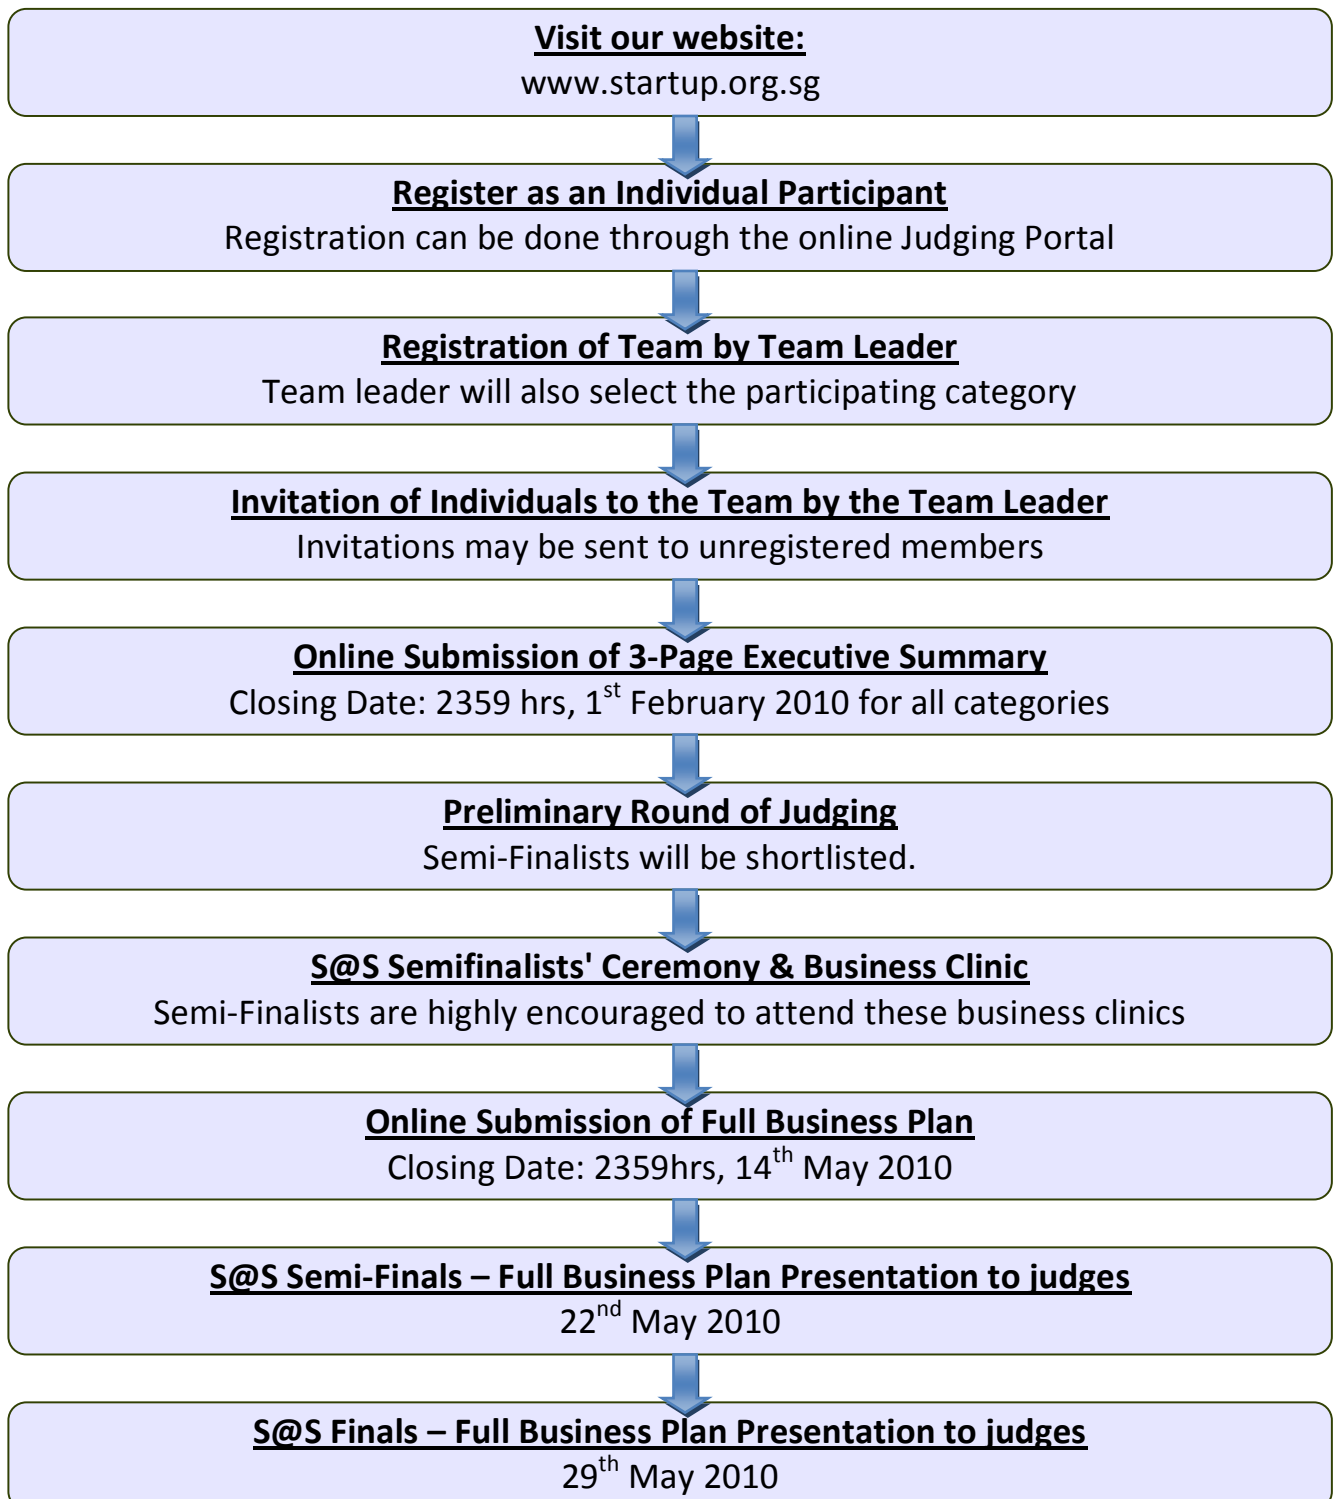 Visit our website:
www.startup.org.sg
Register as an Individual Participant
Registration can be done through the online Judging Portal
Registration of Team by Team Leader
Team leader will also select the participating category
Invitation of Individuals to the Team by the Team Leader
Invitations may be sent to unregistered members
Online Submission of 3-Page Executive Summary
Closing Date: 2359 hrs, 1st February 2010 for all categories
Preliminary Round of Judging
Semi-Finalists will be shortlisted.
S@S Semifinalists' Ceremony & Business Clinic
Semi-Finalists are highly encouraged to attend these business clinics
Online Submission of Full Business Plan
Closing Date: 2359hrs, 14th May 2010
S@S Semi-Finals – Full Business Plan Presentation to judges
22nd May 2010
S@S Finals – Full Business Plan Presentation to judges
29th May 2010